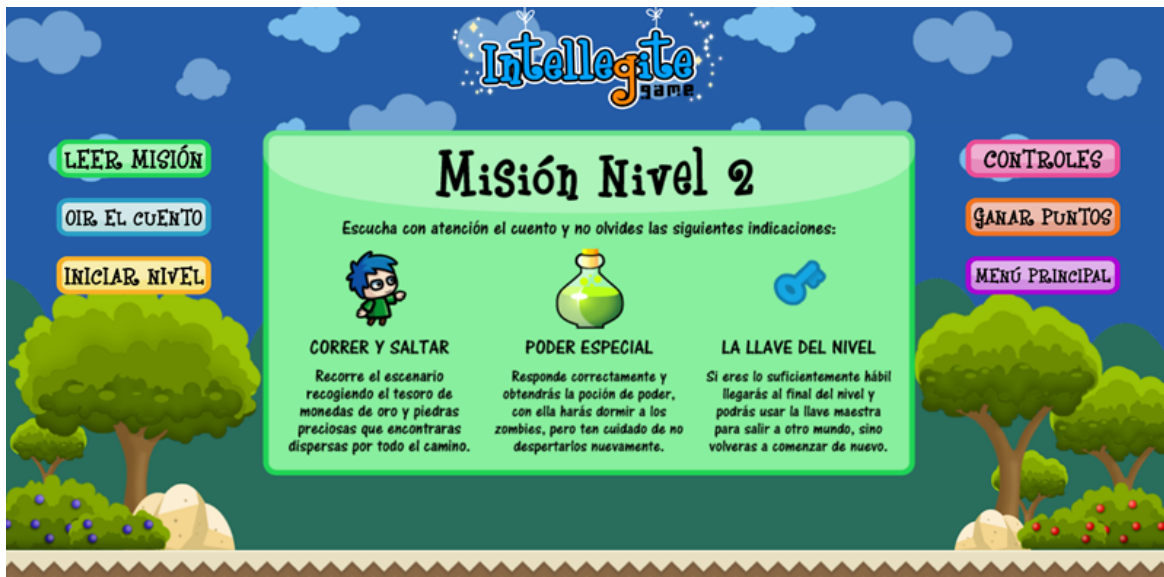 Intellegite
game
LEER MISIÓN
OIR EL CUENTO
INICIAR NIVEL
Misión Nivel 2
Escucha con atención el cuento y no olvides las siguientes indicaciones:
CORRER Y SALTAR
Recorre el escenario
recogiendo el tesoro de
monedas de oro y piedras
preciosas que encontraras
dispersas por todo el camino.
PODER ESPECIAL
Responde correctamente y
obtendrás la poción de poder,
con ella harás dormir a los
zombies, pero ten cuidado de no
despertarlos nuevamente.
LA LLAVE DEL NIVEL
Si eres lo suficientemente hábil
llegarás al final del nivel y
podrás usar la llave maestra
para salir a otro mundo, sino
volveras a comenzar de nuevo.
CONTROLES
GANAR PUNTOS
MENÚ PRINCIPAL